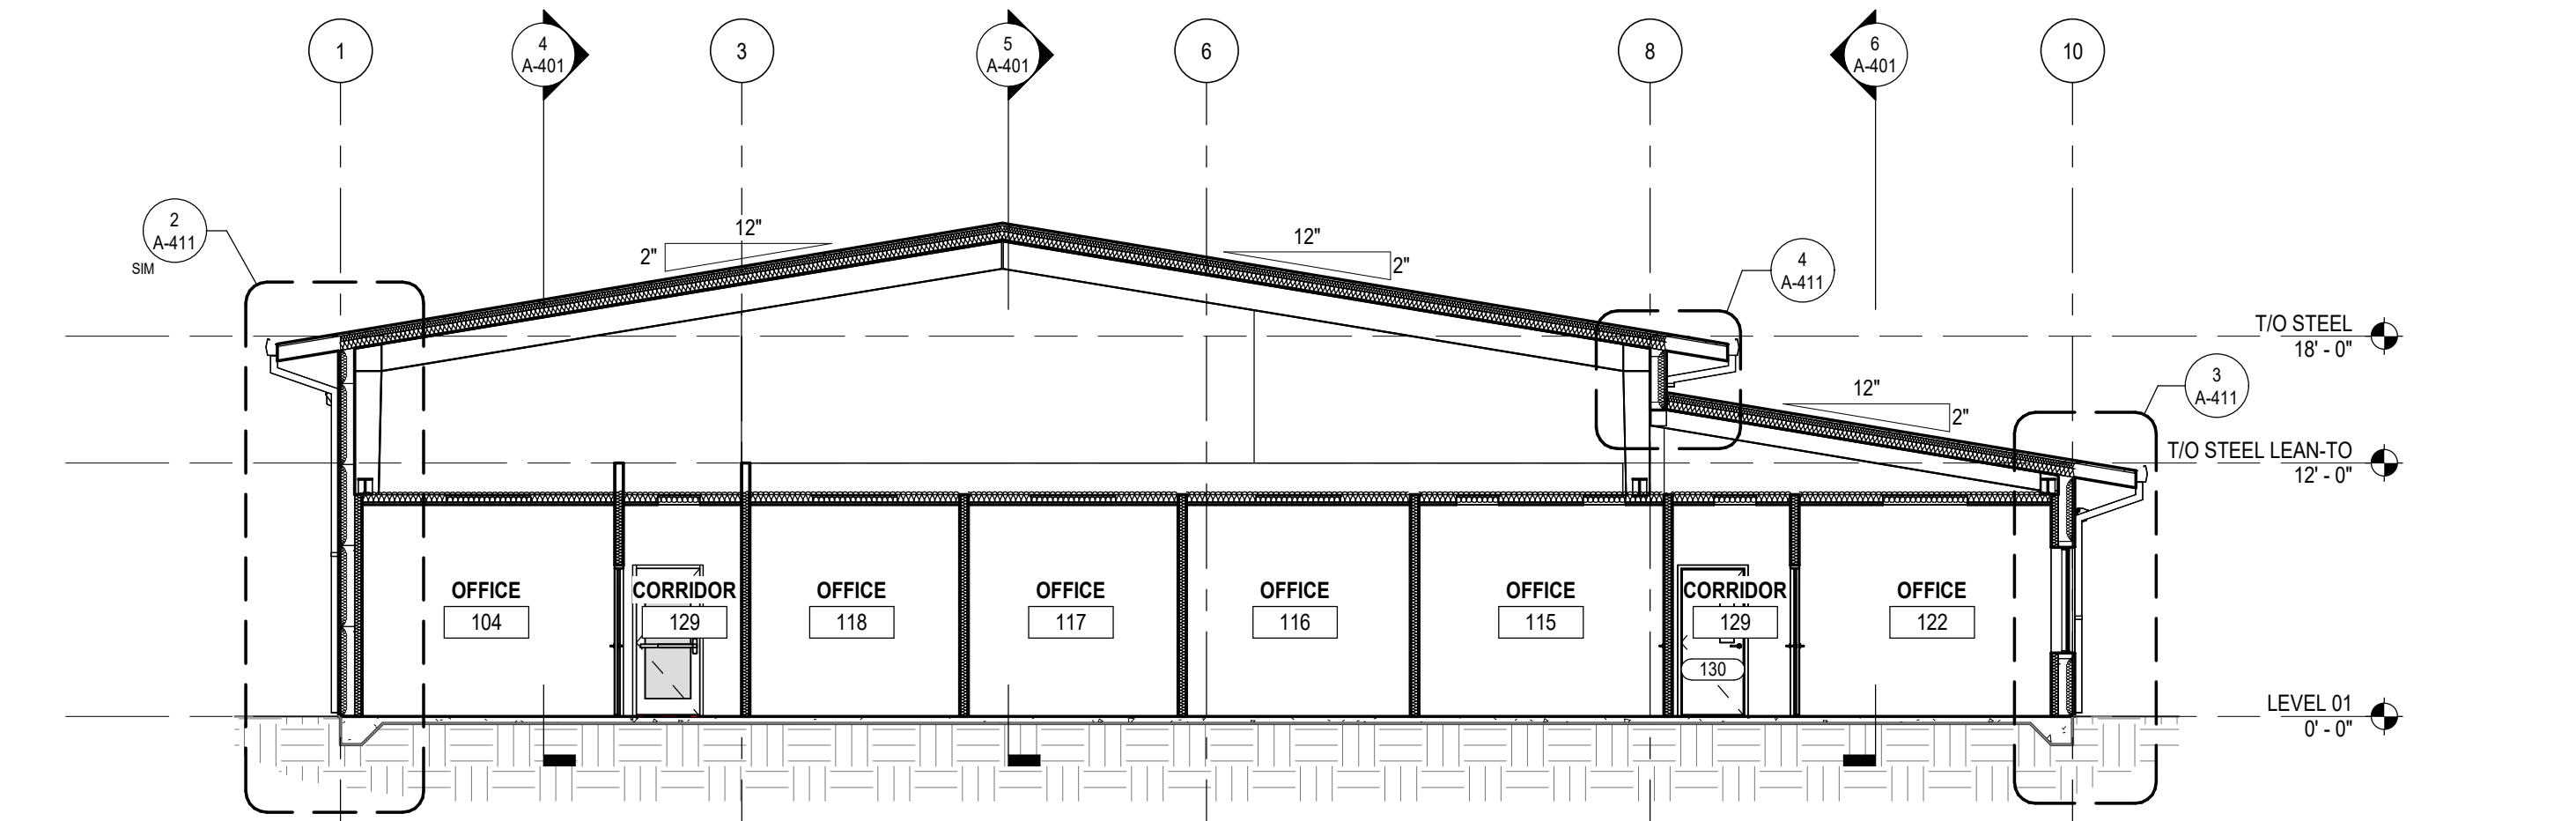 1
4
A-401
3
5
A-401
6
8
6
A-401
10
2
A-411
SIM
12"
2"
12"
2"
4
A-411
T/O STEEL
18' - 0"
3
A-411
12"
2"
T/O STEEL LEAN-TO
12' - 0"
OFFICE
104
CORRIDOR
129
OFFICE
118
OFFICE
117
OFFICE
116
OFFICE
115
CORRIDOR
129
130
OFFICE
122
LEVEL 01
0' - 0"